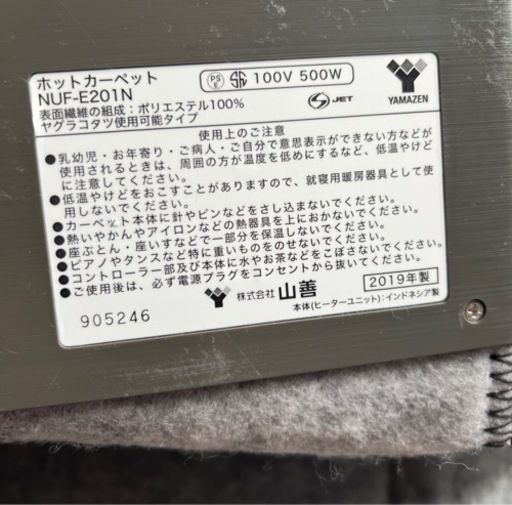 ホットカーペット
NUF-E201N
PS E SG 100V 500W
表面繊維の組成：ポリエステル100%
S JET
ヤグラコタツ使用可能タイプ
YAMAZEN
使用上のご注意
●乳幼児・お年寄り・ご病人・ご自分で意思表示ができない方などが
使用されるときは、周囲の方が温度を低めにするなど、低温やけど
に注意してください。
●低温やけどをおこすことがありますので、就寝用暖房器具として使
用しないでください。
●カーペット本体に針やピンなどをさし込まないでください。
●熱いやかんやアイロンなどの熱器具を上におかないでください。
●座ぶとん・座いすなどで一部分を保温しないでください。
●ピアノやタンスなど特に重いものをのせないでください。
●コントローラー部及び本体に水やお茶などをこぼさないでください。
●ご使用後は、必ず電源プラグをコンセントから抜いてください。
株式会社 山善
2019年製
本体(ヒーターユニット)：インドネシア製
905246